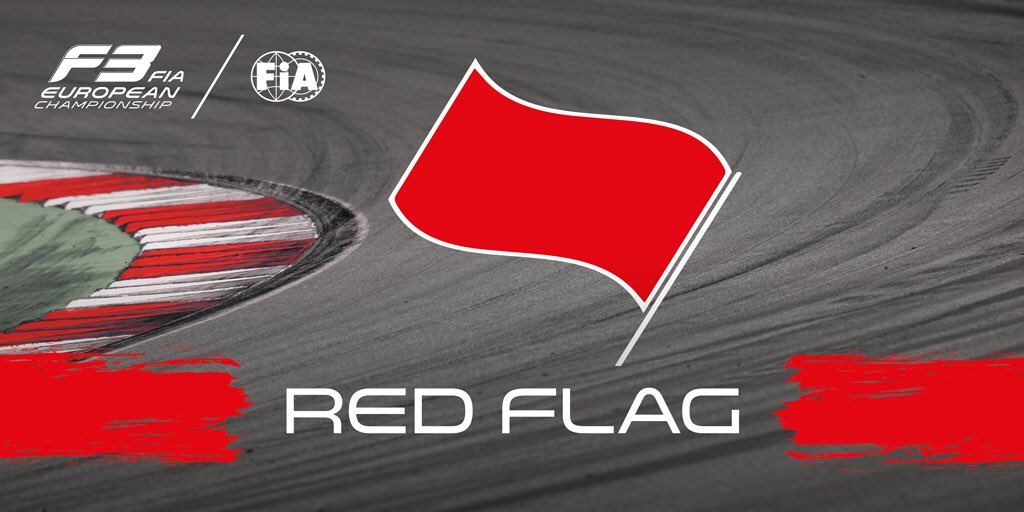 F3 FIA
EUROPEAN
CHAMPIONSHIP
FIA
RED FLAG